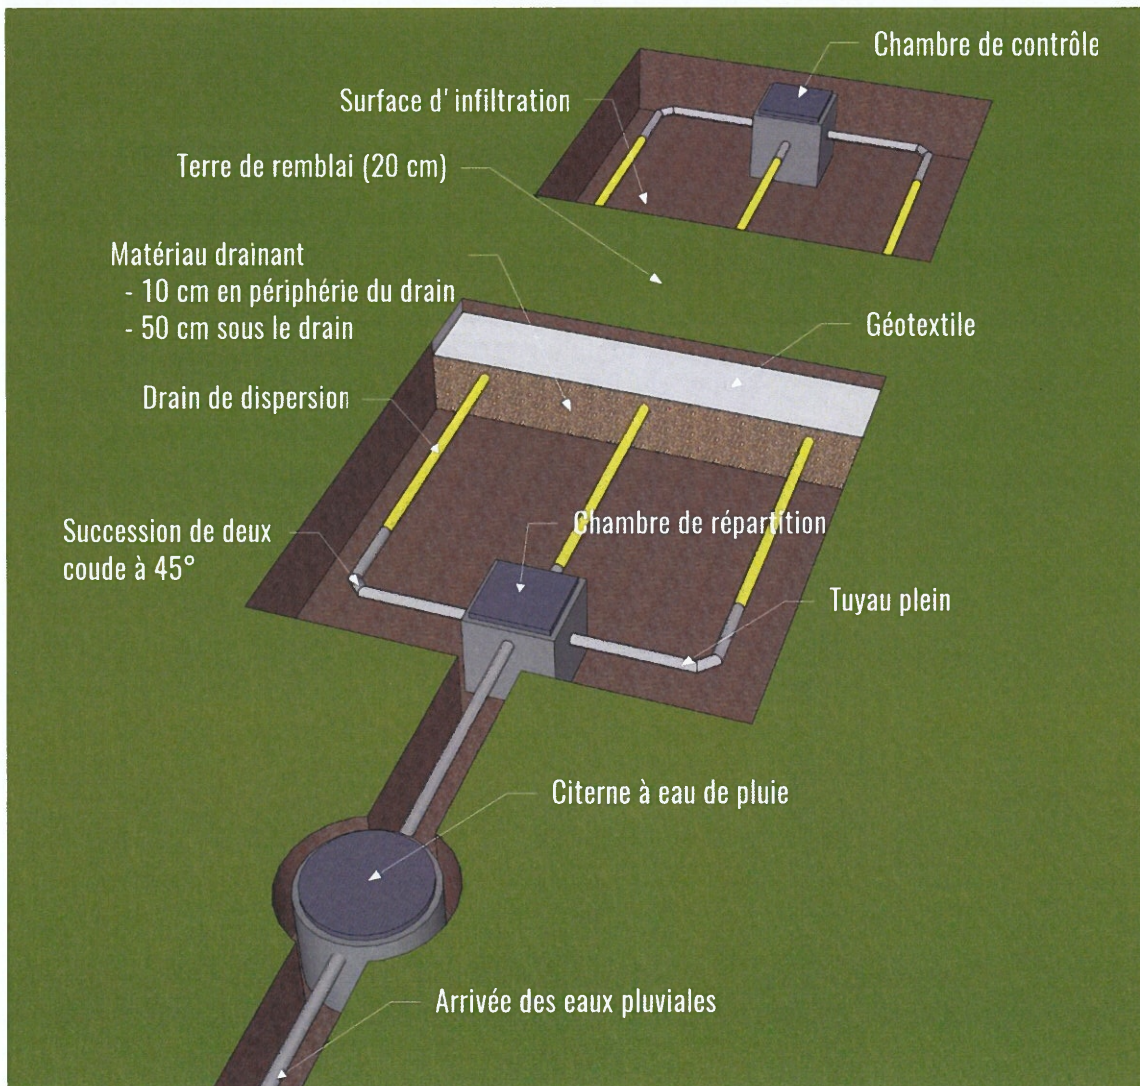 Chambre de contrôle
Surface d'infiltration
Terre de remblai (20 cm)
Matériau drainant
- 10 cm en périphérie du drain
- 50 cm sous le drain
Géotextile
Drain de dispersion
Succession de deux
coude à 45°
Chambre de répartition
Tuyau plein
Citerne à eau de pluie
Arrivée des eaux pluviales